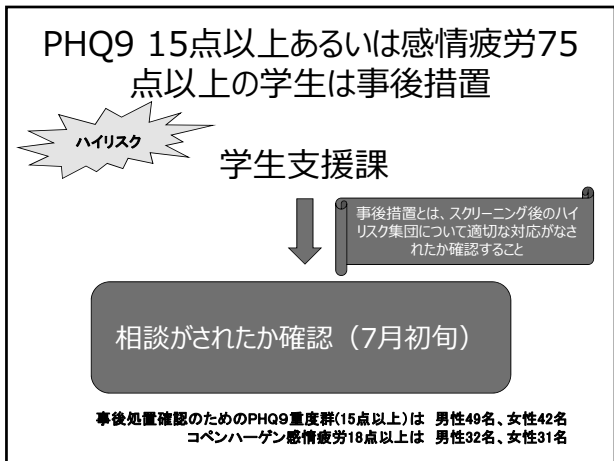 PHQ9 15点以上あるいは感情疲労75
点以上の学生は事後措置
ハイリスク
学生支援課
事後措置とは、スクリーニング後のハイ
リスク集団について適切な対応がなさ
れたか確認すること
相談がされたか確認（7月初旬）
事後処置確認のためのPHQ9重度群(15点以上)は 男性49名、女性42名
コペンハーゲン感情疲労18点以上は 男性32名、女性31名